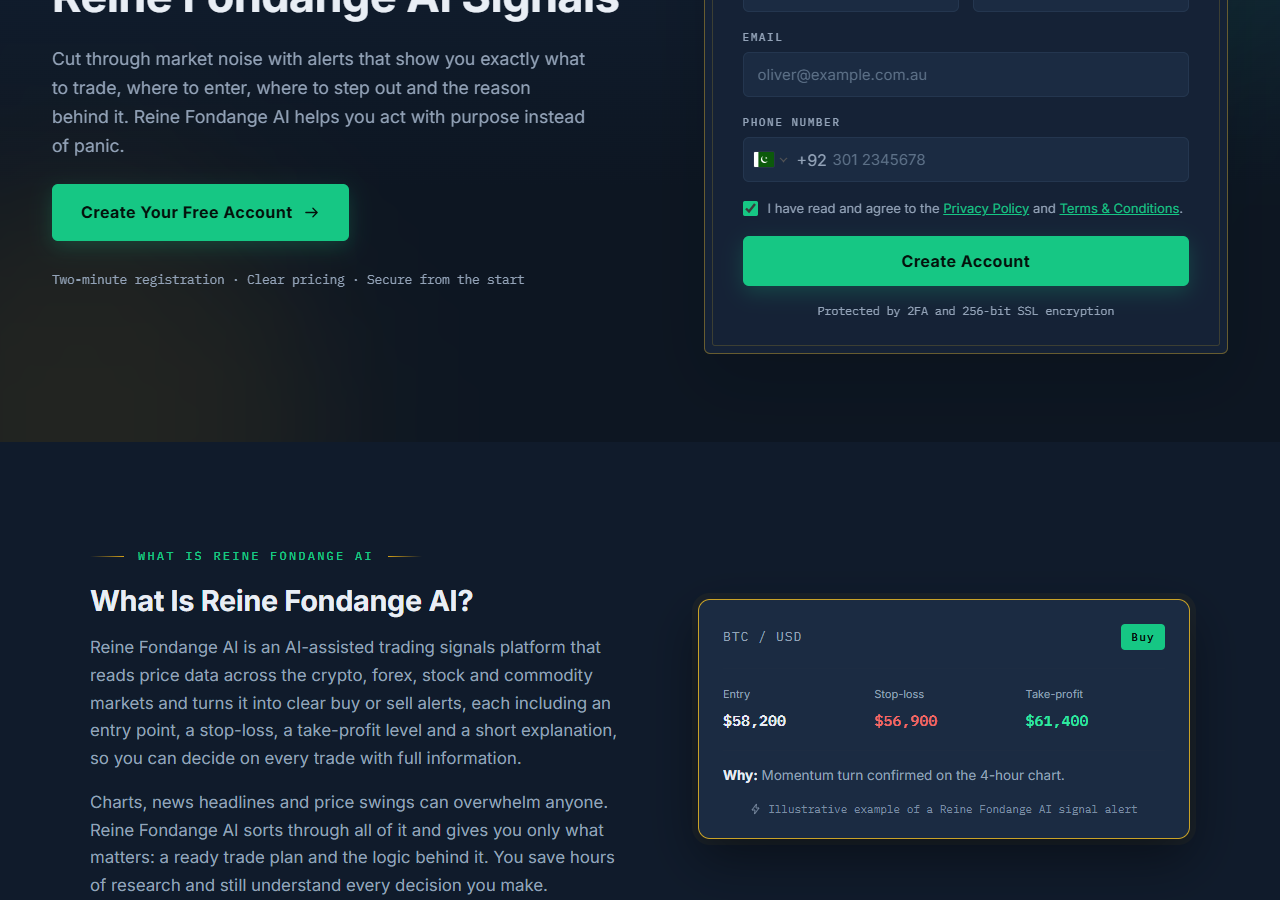 Reine Fondange AI Signals
Cut through market noise with alerts that show you exactly what
to trade, where to enter, where to step out and the reason
behind it. Reine Fondange AI helps you act with purpose instead
of panic.
Create Your Free Account →
Two-minute registration · Clear pricing · Secure from the start
EMAIL
oliver@example.com.au
PHONE NUMBER
+92 301 2345678
I have read and agree to the Privacy Policy and Terms & Conditions.
Create Account
Protected by 2FA and 256-bit SSL encryption
WHAT IS REINE FONDANGE AI
What Is Reine Fondange AI?
Reine Fondange AI is an AI-assisted trading signals platform that
reads price data across the crypto, forex, stock and commodity
markets and turns it into clear buy or sell alerts, each including an
entry point, a stop-loss, a take-profit level and a short explanation,
so you can decide on every trade with full information.
Charts, news headlines and price swings can overwhelm anyone.
Reine Fondange AI sorts through all of it and gives you only what
matters: a ready trade plan and the logic behind it. You save hours
of research and still understand every decision you make.
BTC / USD
Buy
Entry Stop-loss Take-profit
$58,200 $56,900 $61,400
Why: Momentum turn confirmed on the 4-hour chart.
Illustrative example of a Reine Fondange AI signal alert